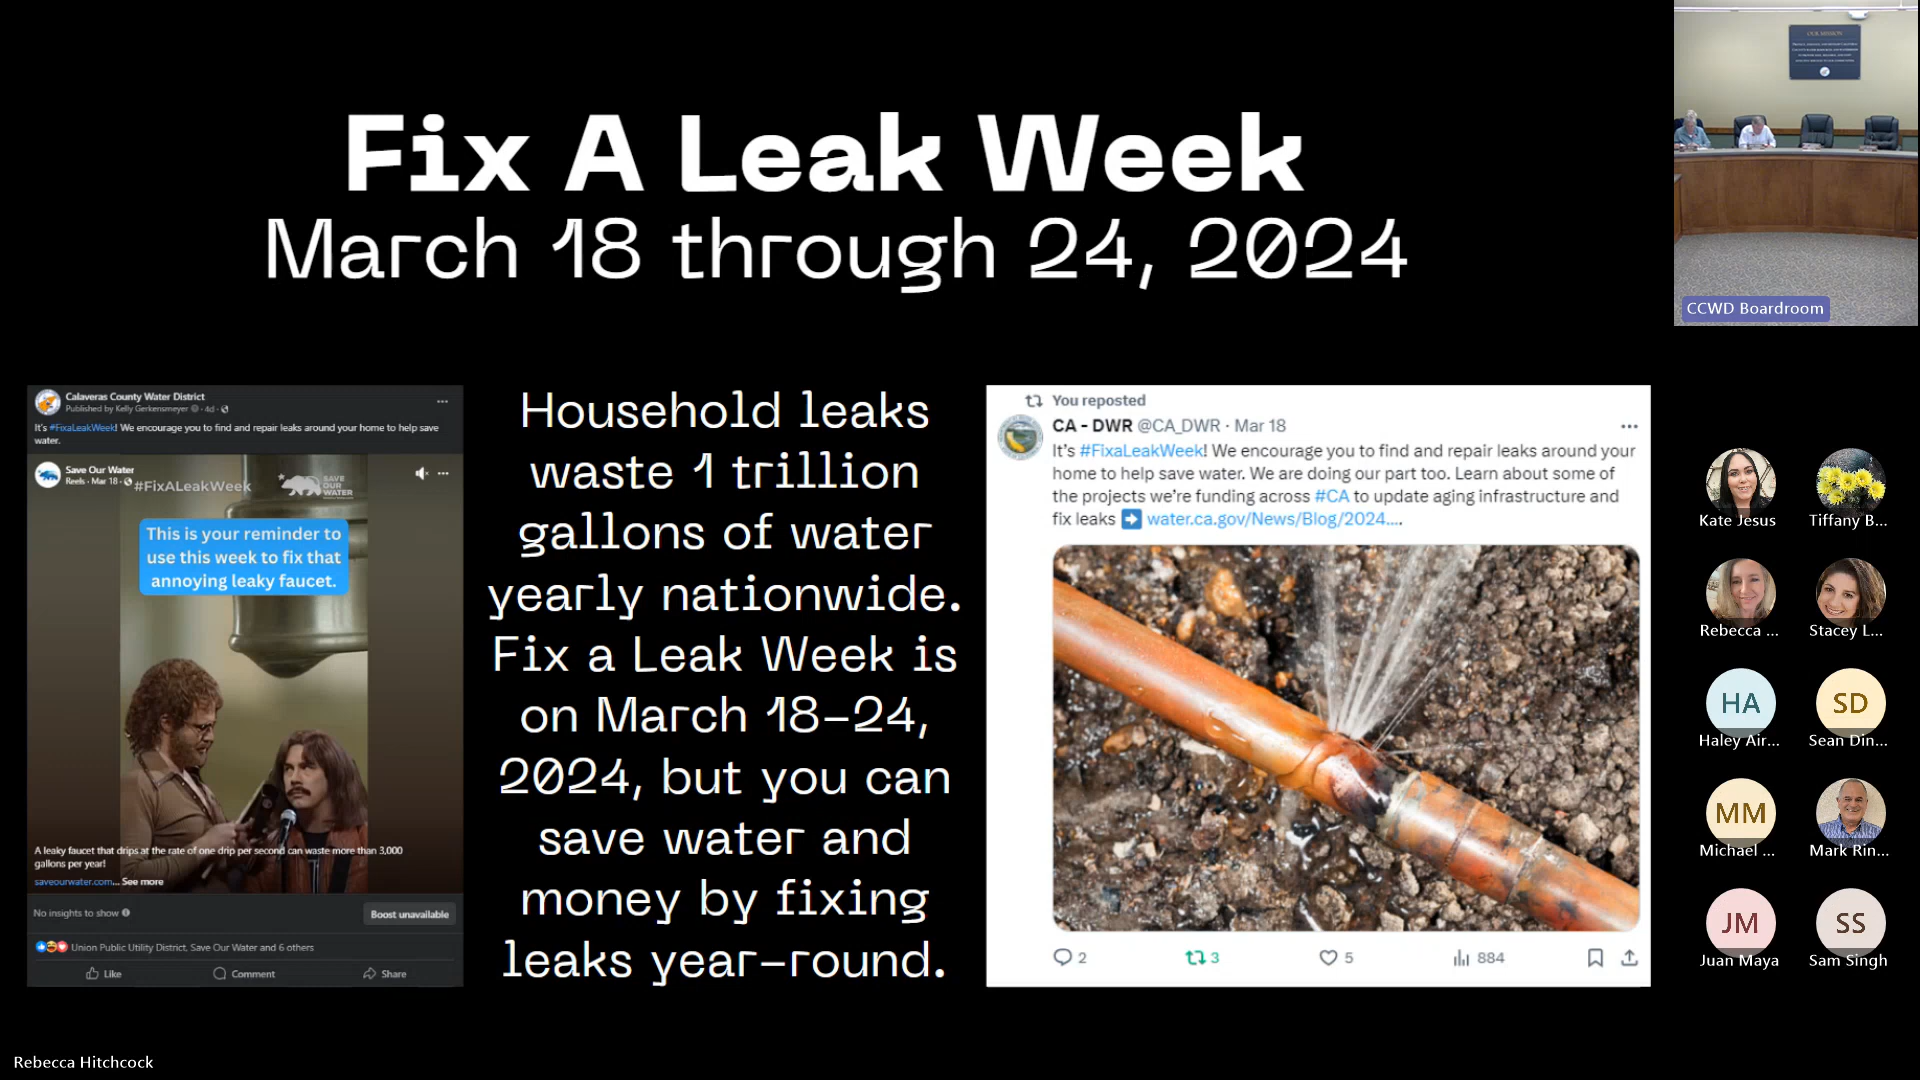 Fix A Leak Week
March 18 through 24, 2024
Calaveras County Water District
Published by Kelly Gerkensmeyer · 4d ·
It's #FixaLeakWeek! We encourage you to find and repair leaks around your home to help save
water.
Save Our Water
Reels · Mar 18 ·
#FixALeakWeek
SAVE
OUR
WATER
This is your reminder to
use this week to fix that
annoying leaky faucet.
A leaky faucet that drips at the rate of one drip per second can waste more than 3,000
gallons per year!
saveourwater.com... See more
No insights to show
Boost unavailable
Union Public Utility District, Save Our Water and 6 others
Like
Comment
Share
Household leaks
waste 1 trillion
gallons of water
yearly nationwide.
Fix a Leak Week is
on March 18-24,
2024, but you can
save water and
money by fixing
leaks year-round.
You reposted
CA - DWR @CA_DWR · Mar 18
It's #FixaLeakWeek! We encourage you to find and repair leaks around your
home to help save water. We are doing our part too. Learn about some of
the projects we're funding across #CA to update aging infrastructure and
fix leaks ➡ water.ca.gov/News/Blog/2024....
2
3
5
884
OUR MISSION
CCWD Boardroom
Kate Jesus
Tiffany B...
Rebecca ...
Stacey L...
HA
Haley Air...
SD
Sean Din...
MM
Michael ...
Mark Rin...
JM
Juan Maya
SS
Sam Singh
Rebecca Hitchcock